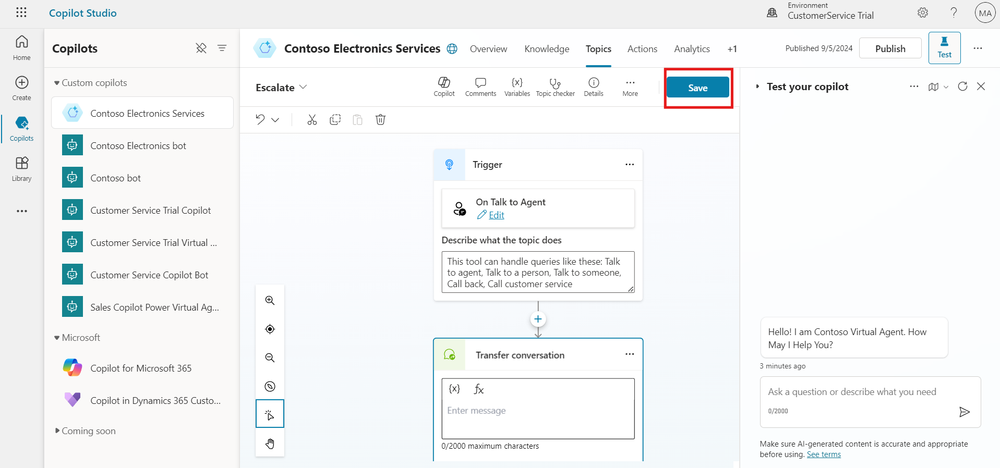 Copilot Studio
Environment
CustomerService Trial
?
MA
Home
Create
Copilots
Library
Copilots
Custom copilots
Contoso Electronics Services
Contoso Electronics bot
Contoso bot
Customer Service Trial Copilot
Customer Service Trial Virtual ...
Customer Service Copilot Bot
Sales Copilot Power Virtual Ag...
Microsoft
Copilot for Microsoft 365
Copilot in Dynamics 365 Custo...
Coming soon
Contoso Electronics Services
Overview
Knowledge
Topics
Actions
Analytics
+1
Published 9/5/2024
Publish
Test
Escalate
Copilot
Comments
{x}
Variables
Topic checker
Details
More
Save
Trigger
On Talk to Agent
Edit
Describe what the topic does
This tool can handle queries like these: Talk
to agent, Talk to a person, Talk to someone,
Call back, Call customer service
Transfer conversation
{x} fx
Enter message
0/2000 maximum characters
Test your copilot
Hello! I am Contoso Virtual Agent. How
May I Help You?
3 minutes ago
Ask a question or describe what you need
0/2000
Make sure AI-generated content is accurate and appropriate
before using. See terms